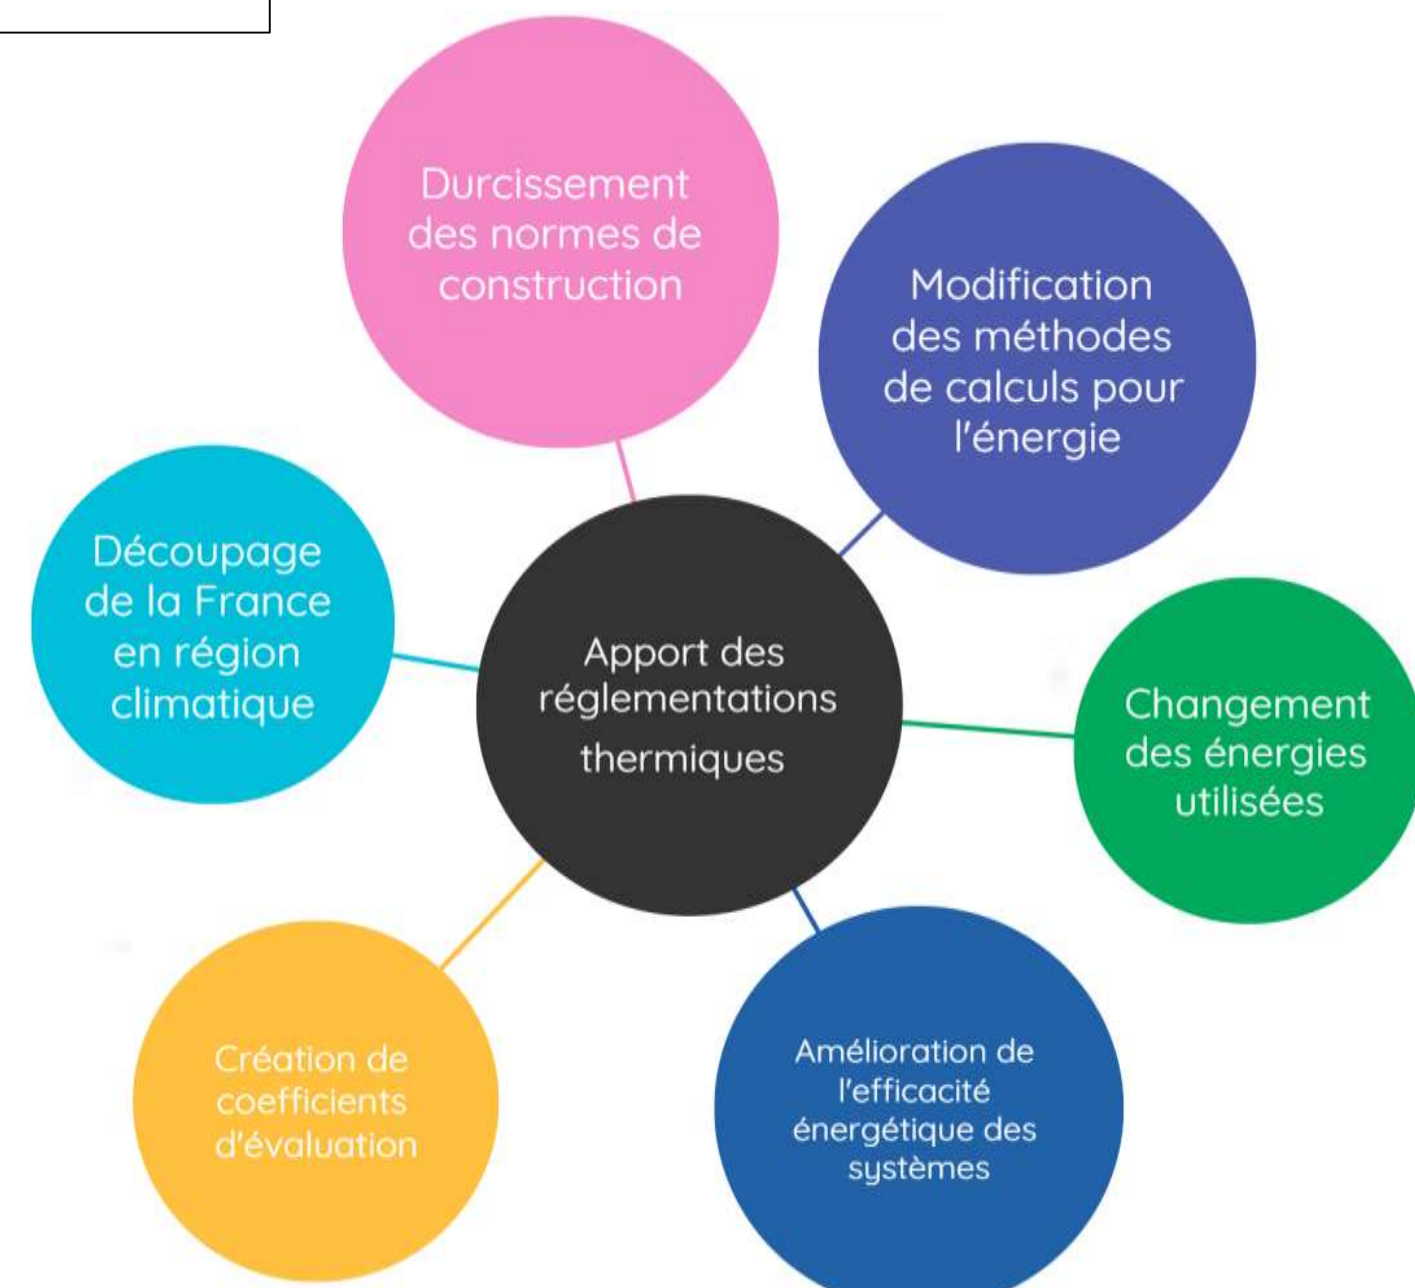 Durcissement
des normes de
construction
Modification
des méthodes
de calculs pour
l'énergie
Découpage
de la France
en région
climatique
Apport des
réglementations
thermiques
Changement
des énergies
utilisées
Création de
coefficients
d'évaluation
Amélioration de
l'efficacité
énergétique des
systèmes